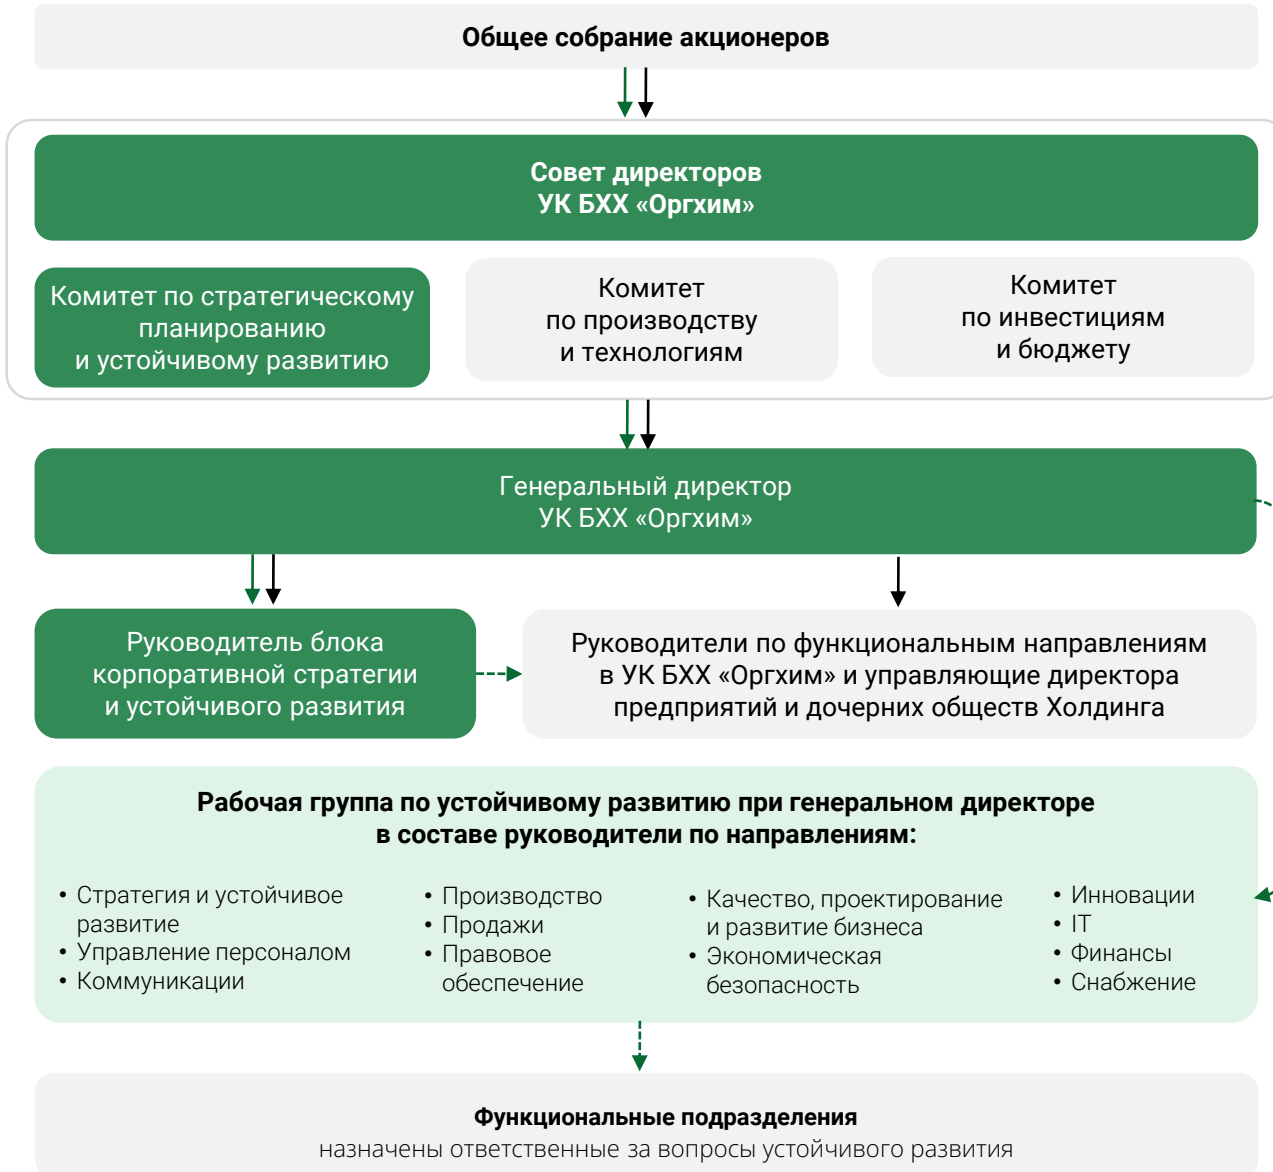 Общее собрание акционеров
Совет директоров
УК БХХ «Оргхим»
Комитет по стратегическому
планированию
и устойчивому развитию
Комитет
по производству
и технологиям
Комитет
по инвестициям
и бюджету
Генеральный директор
УК БХХ «Оргхим»
Руководитель блока
корпоративной стратегии
и устойчивого развития
Руководители по функциональным направлениям
в УК БХХ «Оргхим» и управляющие директора
предприятий и дочерних обществ Холдинга
Рабочая группа по устойчивому развитию при генеральном директоре
в составе руководители по направлениям:
• Стратегия и устойчивое
развитие
• Управление персоналом
• Коммуникации
• Производство
• Продажи
• Правовое
обеспечение
• Качество, проектирование
и развитие бизнеса
• Экономическая
безопасность
• Инновации
• IT
• Финансы
• Снабжение
Функциональные подразделения
назначены ответственные за вопросы устойчивого развития